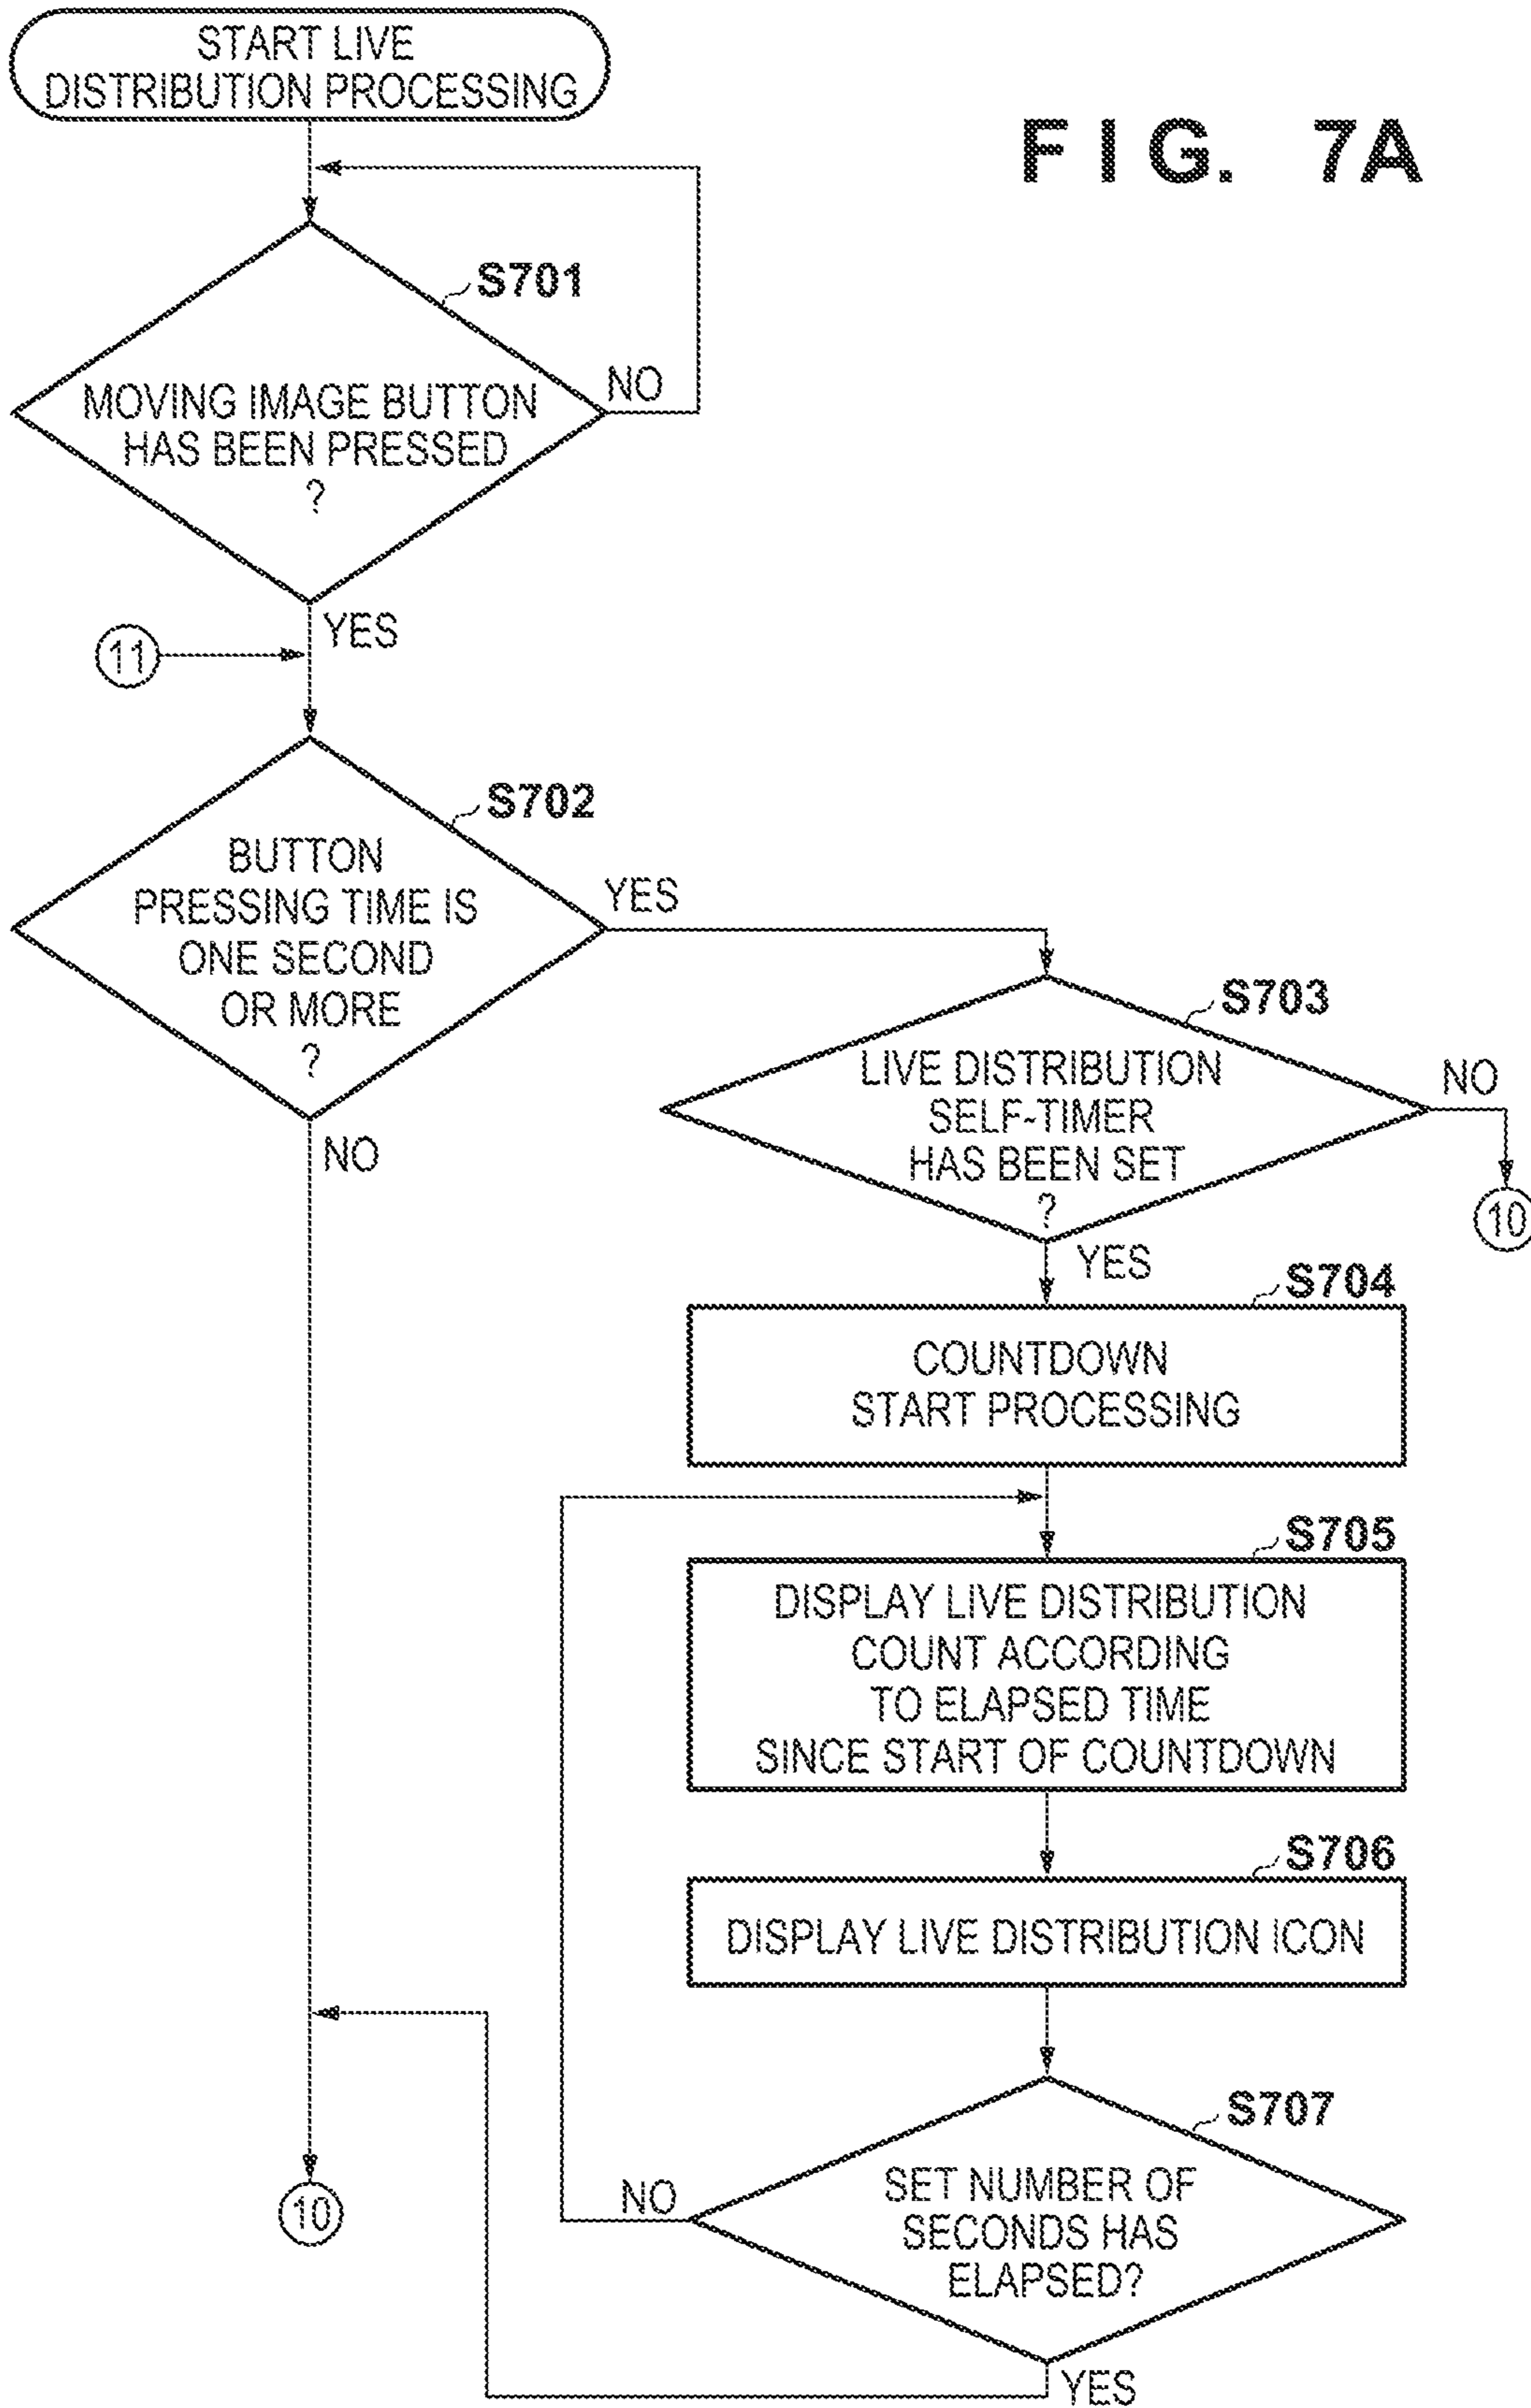 START LIVE
DISTRIBUTION PROCESSING
FIG. 7A
S701
MOVING IMAGE BUTTON
HAS BEEN PRESSED
?
NO
YES
11
S702
BUTTON
PRESSING TIME IS
ONE SECOND
OR MORE
?
YES
NO
S703
LIVE DISTRIBUTION
SELF-TIMER
HAS BEEN SET
?
NO
10
YES
S704
COUNTDOWN
START PROCESSING
S705
DISPLAY LIVE DISTRIBUTION
COUNT ACCORDING
TO ELAPSED TIME
SINCE START OF COUNTDOWN
S706
DISPLAY LIVE DISTRIBUTION ICON
S707
SET NUMBER OF
SECONDS HAS
ELAPSED?
NO
10
YES